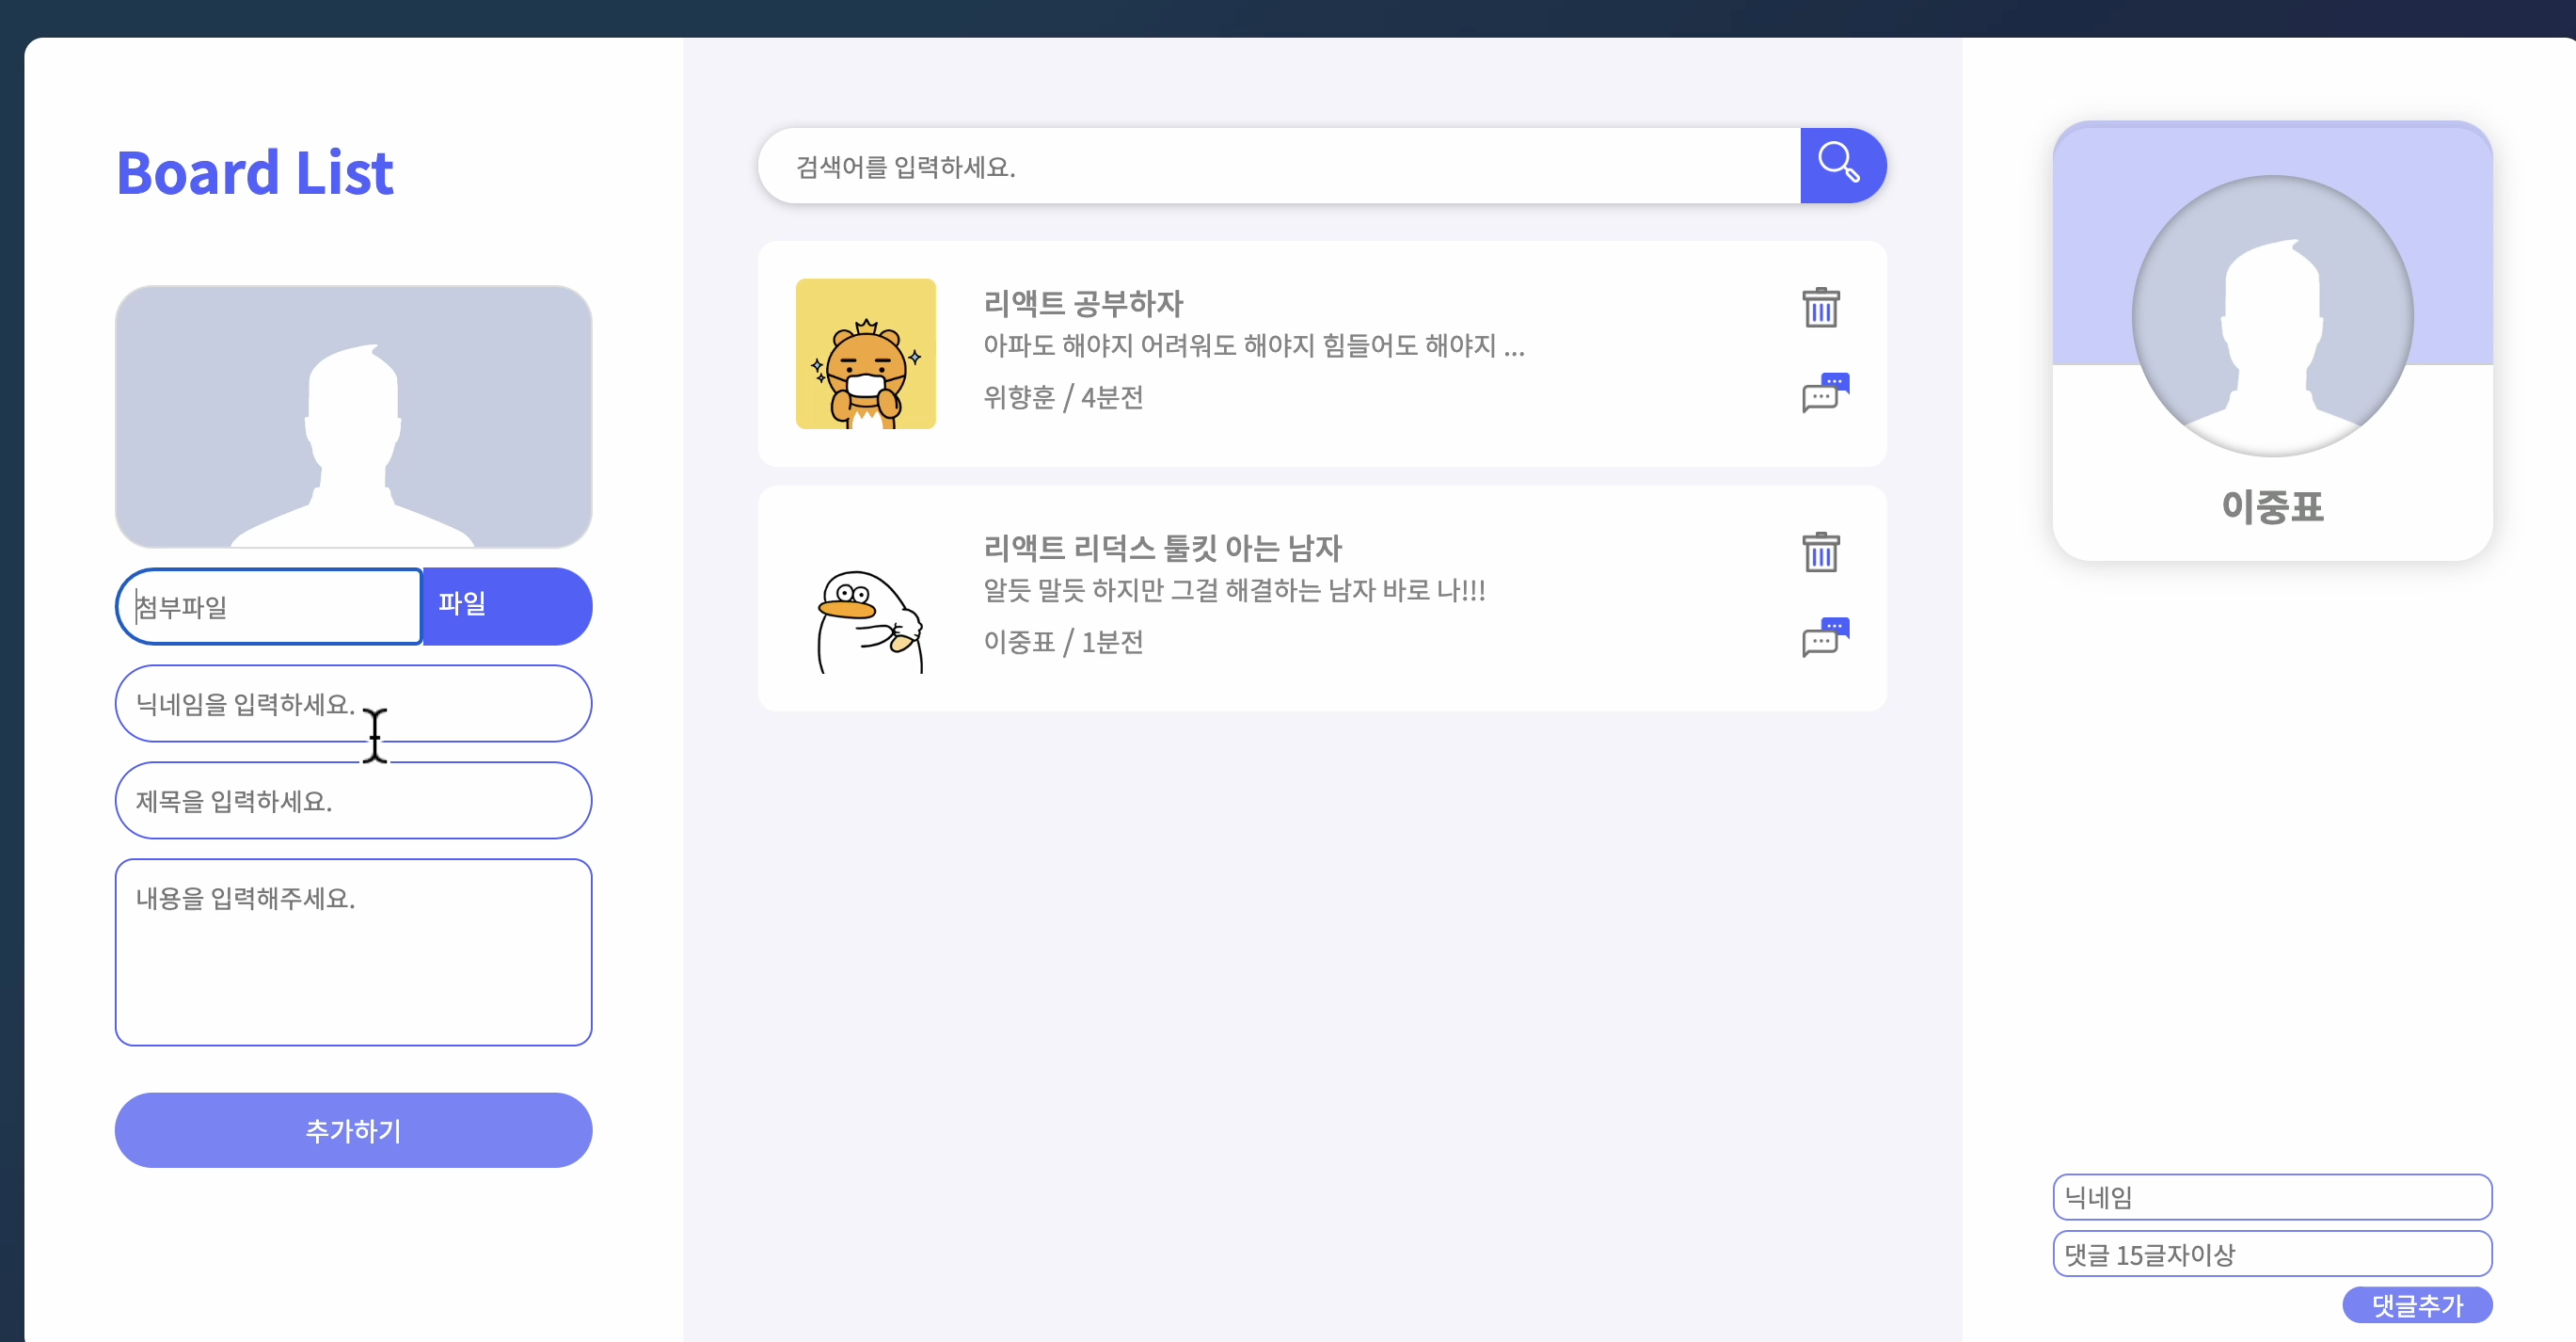 Board List
첨부파일
파일
닉네임을 입력하세요.
제목을 입력하세요.
내용을 입력해주세요.
추가하기
검색어를 입력하세요.
리액트 공부하자
아파도 해야지 어려워도 해야지 힘들어도 해야지 ...
위향훈 / 4분전
리액트 리덕스 툴킷 아는 남자
알듯 말듯 하지만 그걸 해결하는 남자 바로 나!!!
이중표 / 1분전
이중표
닉네임
댓글 15글자이상
댓글추가